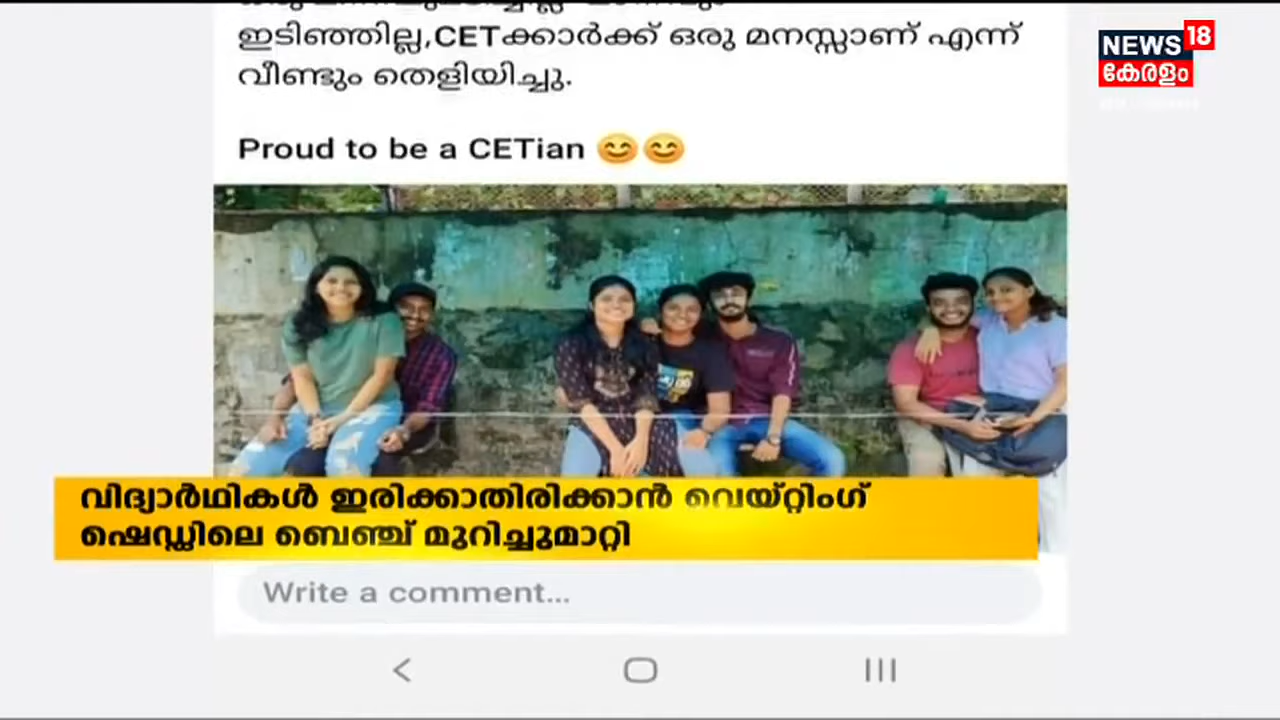 ഇടിഞ്ഞില്ല,CETക്കാർക്ക് ഒരു മനസ്സാണ് എന്ന്
വീണ്ടും തെളിയിച്ചു.
Proud to be a CETian 😊😊
NEWS 18
കേരളം
വിദ്യാർഥികൾ ഇരിക്കാതിരിക്കാൻ വെയ്റ്റിംഗ്
ഷെഡ്ഡിലെ ബെഞ്ച് മുറിച്ചുമാറ്റി
Write a comment...